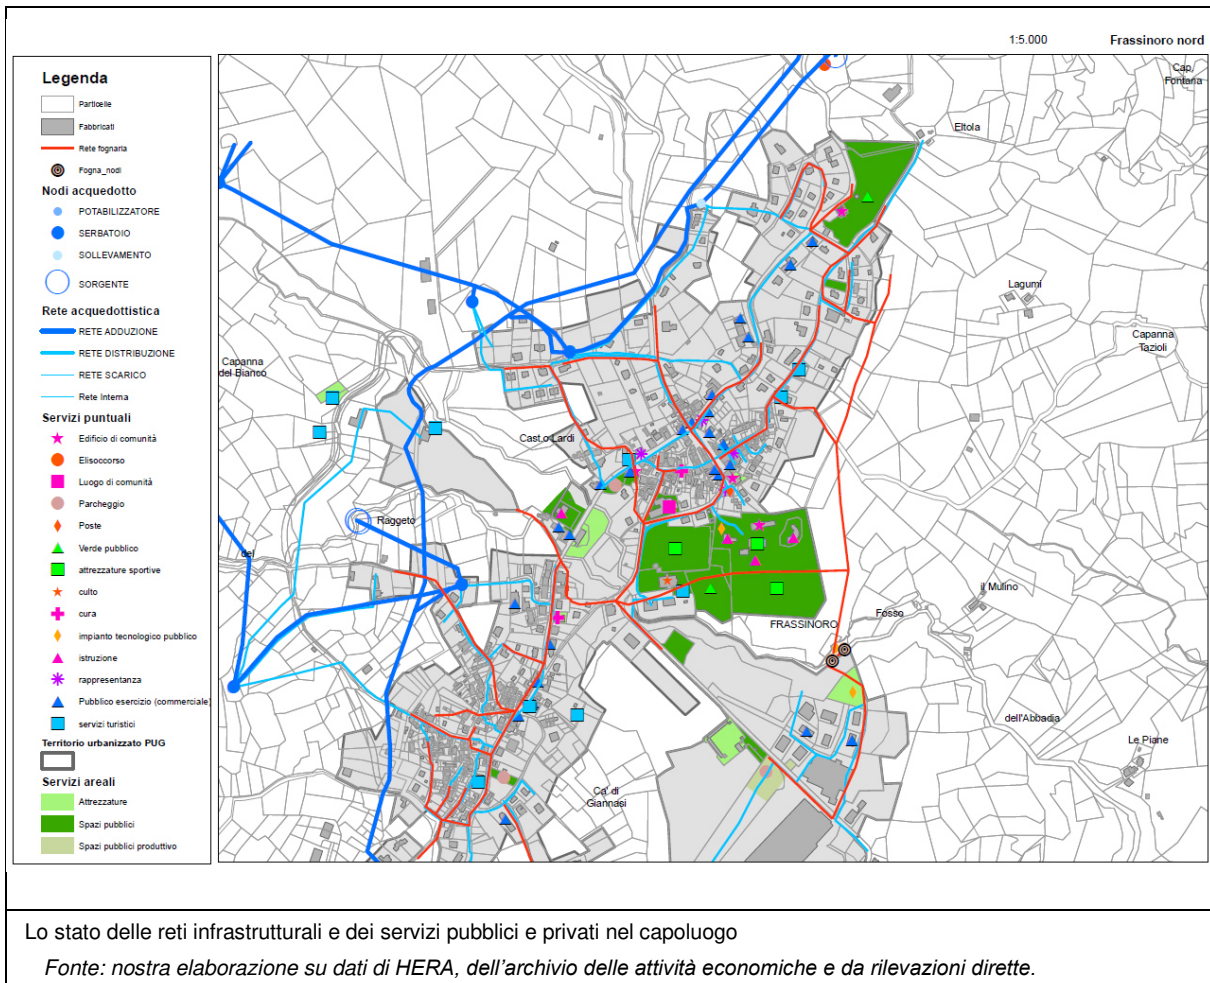 1:5.000
Frassinoro nord
Legenda
Particelle
Fabbricati
Rete fognaria
Fogna_nodi
Nodi acquedotto
POTABILIZZATORE
SERBATOIO
SOLLEVAMENTO
SORGENTE
Rete acquedottistica
RETE ADDUZIONE
RETE DISTRIBUZIONE
RETE SCARICO
Rete Interna
Servizi puntuali
Edificio di comunità
Elisoccorso
Luogo di comunità
Parcheggio
Poste
Verde pubblico
attrezzature sportive
culto
cura
impianto tecnologico pubblico
istruzione
rappresentanza
Pubblico esercizio (commerciale)
servizi turistici
Territorio urbanizzato PUG
Servizi areali
Attrezzature
Spazi pubblici
Spazi pubblici produttivo
Cap.
Fontana
Eltola
Lagumi
Capanna
Tazioli
Capanna
del Bianco
Cast.o Lardi
Raggeto
del
il Mulino
Fosso
FRASSINORO
dell'Abbadia
Le Piane
Ca' di
Giannasi
Lo stato delle reti infrastrutturali e dei servizi pubblici e privati nel capoluogo
Fonte: nostra elaborazione su dati di HERA, dell'archivio delle attività economiche e da rilevazioni dirette.